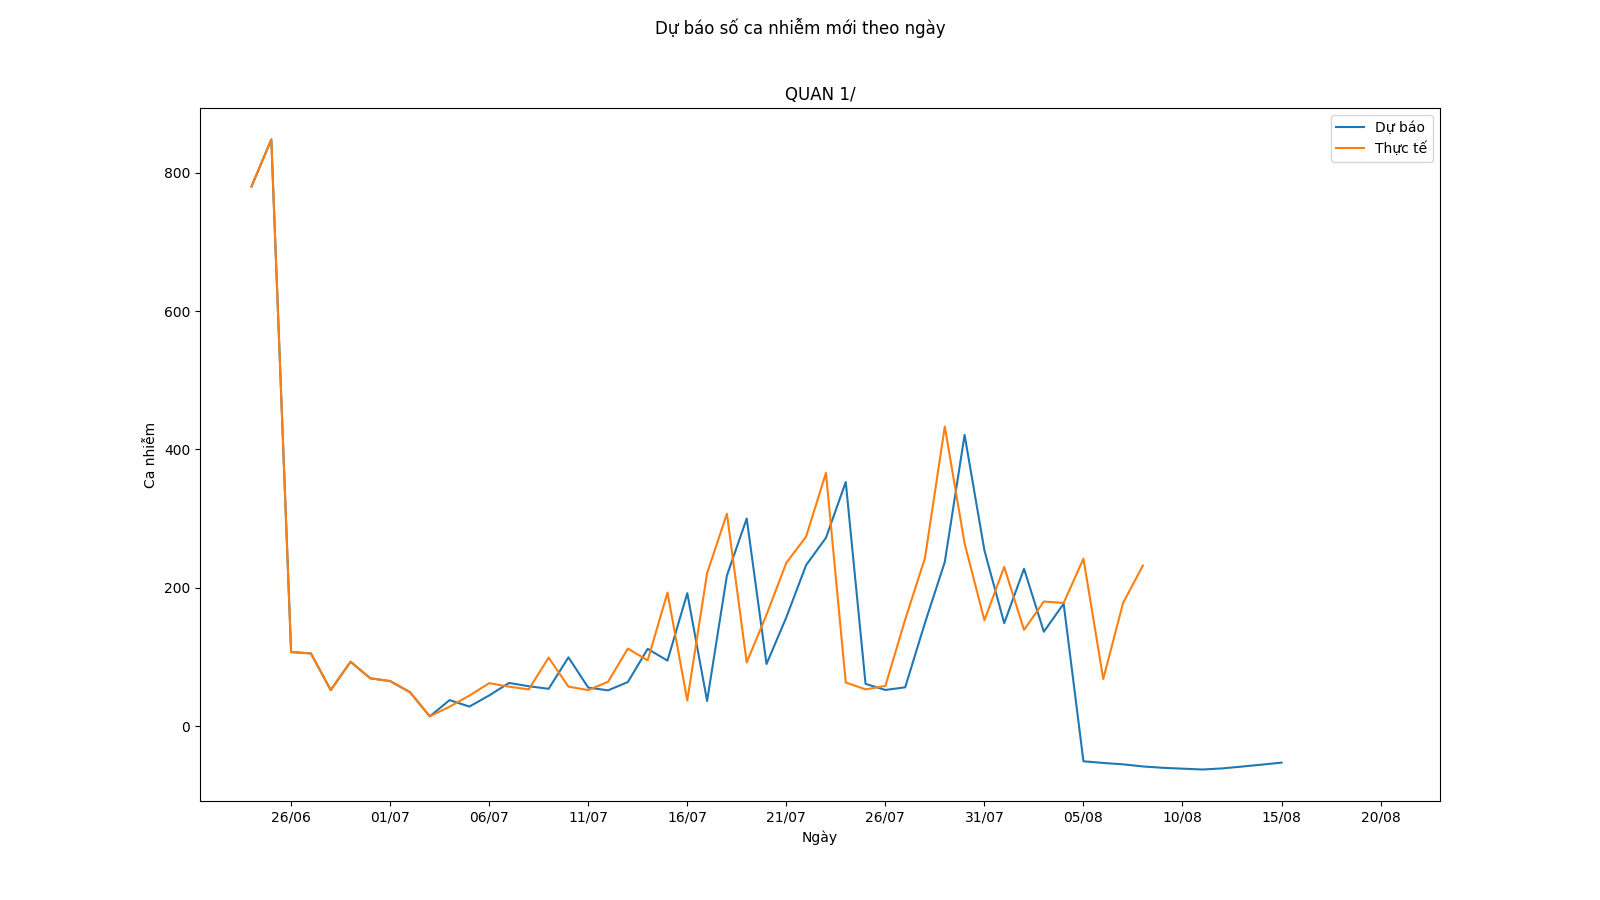 Dự báo số ca nhiễm mới theo ngày
QUAN 1/
Dự báo
Thực tế
800
600
400
200
0
Ca nhiễm
26/06 01/07 06/07 11/07 16/07 21/07 26/07 31/07 05/08 10/08 15/08 20/08
Ngày